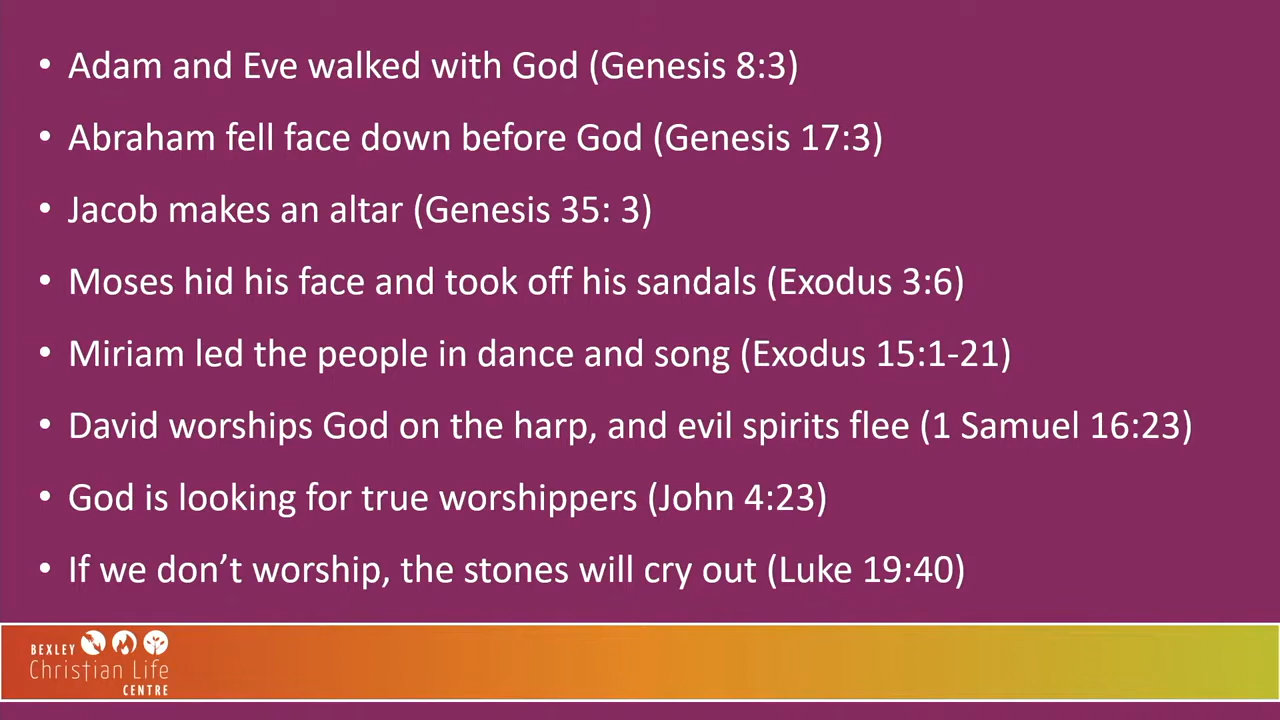 • Adam and Eve walked with God (Genesis 8:3)
• Abraham fell face down before God (Genesis 17:3)
• Jacob makes an altar (Genesis 35: 3)
• Moses hid his face and took off his sandals (Exodus 3:6)
• Miriam led the people in dance and song (Exodus 15:1-21)
• David worships God on the harp, and evil spirits flee (1 Samuel 16:23)
• God is looking for true worshippers (John 4:23)
• If we don’t worship, the stones will cry out (Luke 19:40)
BEXLEY
Christian Life
CENTRE